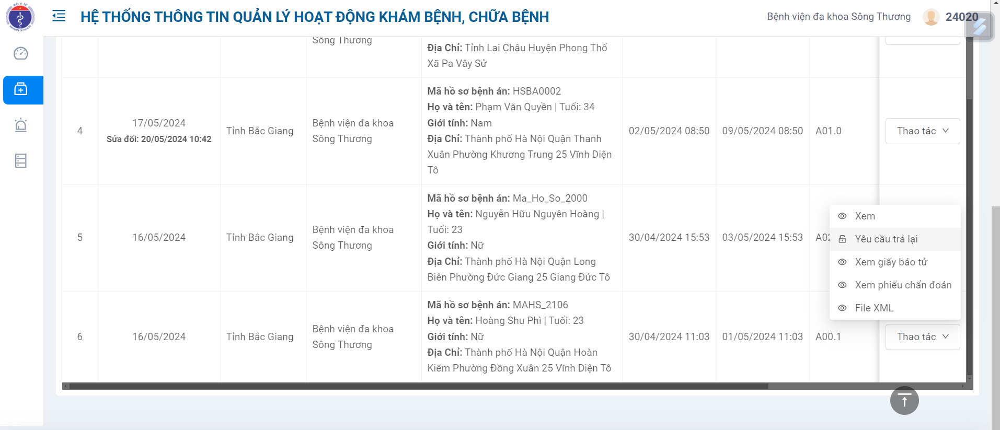 BỘ Y TẾ
MINISTRY OF HEALTH
HỆ THỐNG THÔNG TIN QUẢN LÝ HOẠT ĐỘNG KHÁM BỆNH, CHỮA BỆNH
Bệnh viện đa khoa Sông Thương
24020
Sông Thương
Địa Chỉ: Tỉnh Lai Châu Huyện Phong Thổ
Xã Pa Vây Sử
4
17/05/2024
Sửa đổi: 20/05/2024 10:42
Tỉnh Bắc Giang
Bệnh viện đa khoa
Sông Thương
Mã hồ sơ bệnh án: HSBA0002
Họ và tên: Phạm Văn Quyền | Tuổi: 34
Giới tính: Nam
Địa Chỉ: Thành phố Hà Nội Quận Thanh
Xuân Phường Khương Trung 25 Vĩnh Diện
Tô
02/05/2024 08:50
09/05/2024 08:50
A01.0
Thao tác
5
16/05/2024
Tỉnh Bắc Giang
Bệnh viện đa khoa
Sông Thương
Mã hồ sơ bệnh án: Ma_Ho_So_2000
Họ và tên: Nguyễn Hữu Nguyên Hoàng |
Tuổi: 23
Giới tính: Nữ
Địa Chỉ: Thành phố Hà Nội Quận Long
Biên Phường Đức Giang 25 Giang Đức Tô
30/04/2024 15:53
03/05/2024 15:53
Xem
Yêu cầu trả lại
Xem giấy báo tử
Xem phiếu chẩn đoán
File XML
6
16/05/2024
Tỉnh Bắc Giang
Bệnh viện đa khoa
Sông Thương
Mã hồ sơ bệnh án: MAHS_2106
Họ và tên: Hoàng Shu Phì | Tuổi: 23
Giới tính: Nữ
Địa Chỉ: Thành phố Hà Nội Quận Hoàn
Kiếm Phường Đồng Xuân 25 Vĩnh Diện Tô
30/04/2024 11:03
01/05/2024 11:03
A00.1
Thao tác